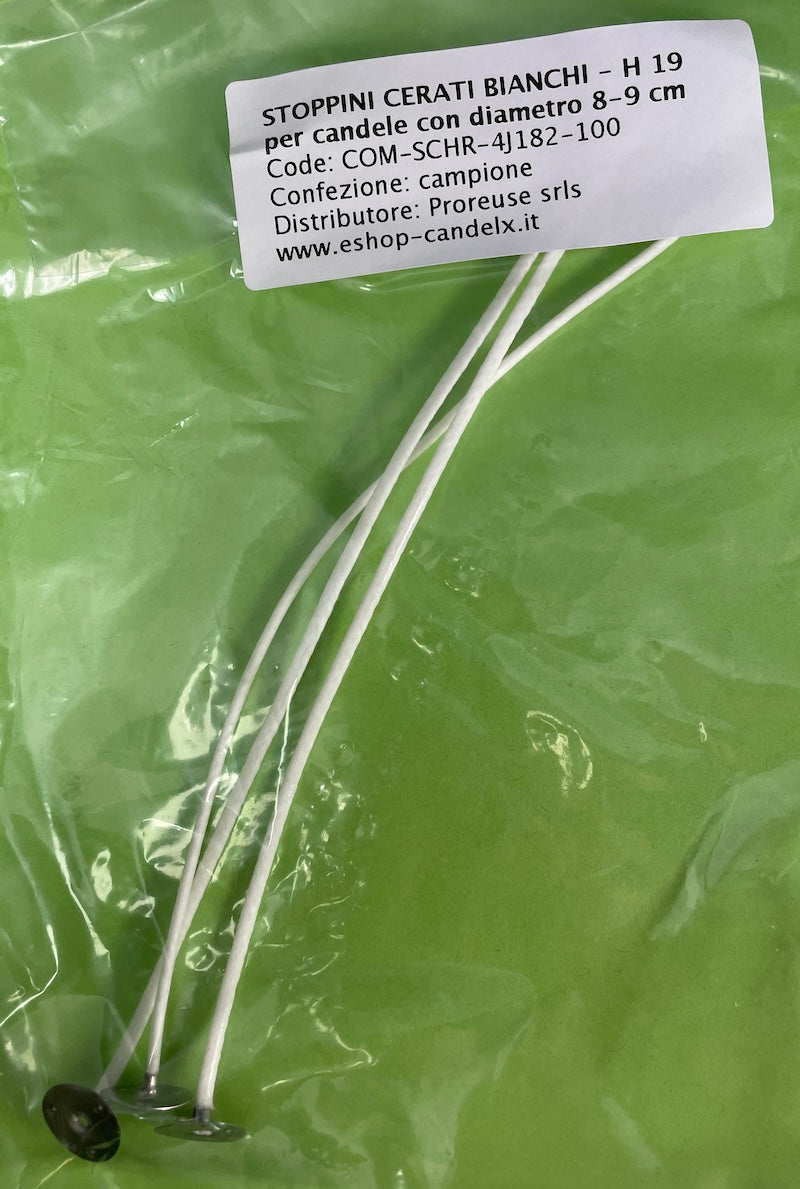 STOPPINI CERATI BIANCHI - H 19
per candele con diametro 8-9 cm
Code: COM-SCHR-4J182-100
Confezione: campione
Distributore: Proreuse srls
www.eshop-candelx.it